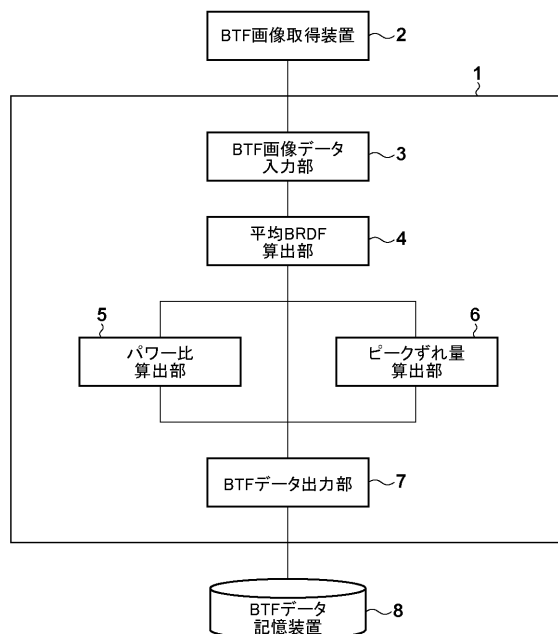 BTF画像取得装置
2
1
BTF画像データ
入力部
3
平均BRDF
算出部
4
5
パワー比
算出部
6
ピークずれ量
算出部
BTFデータ出力部
7
BTFデータ
記憶装置
8